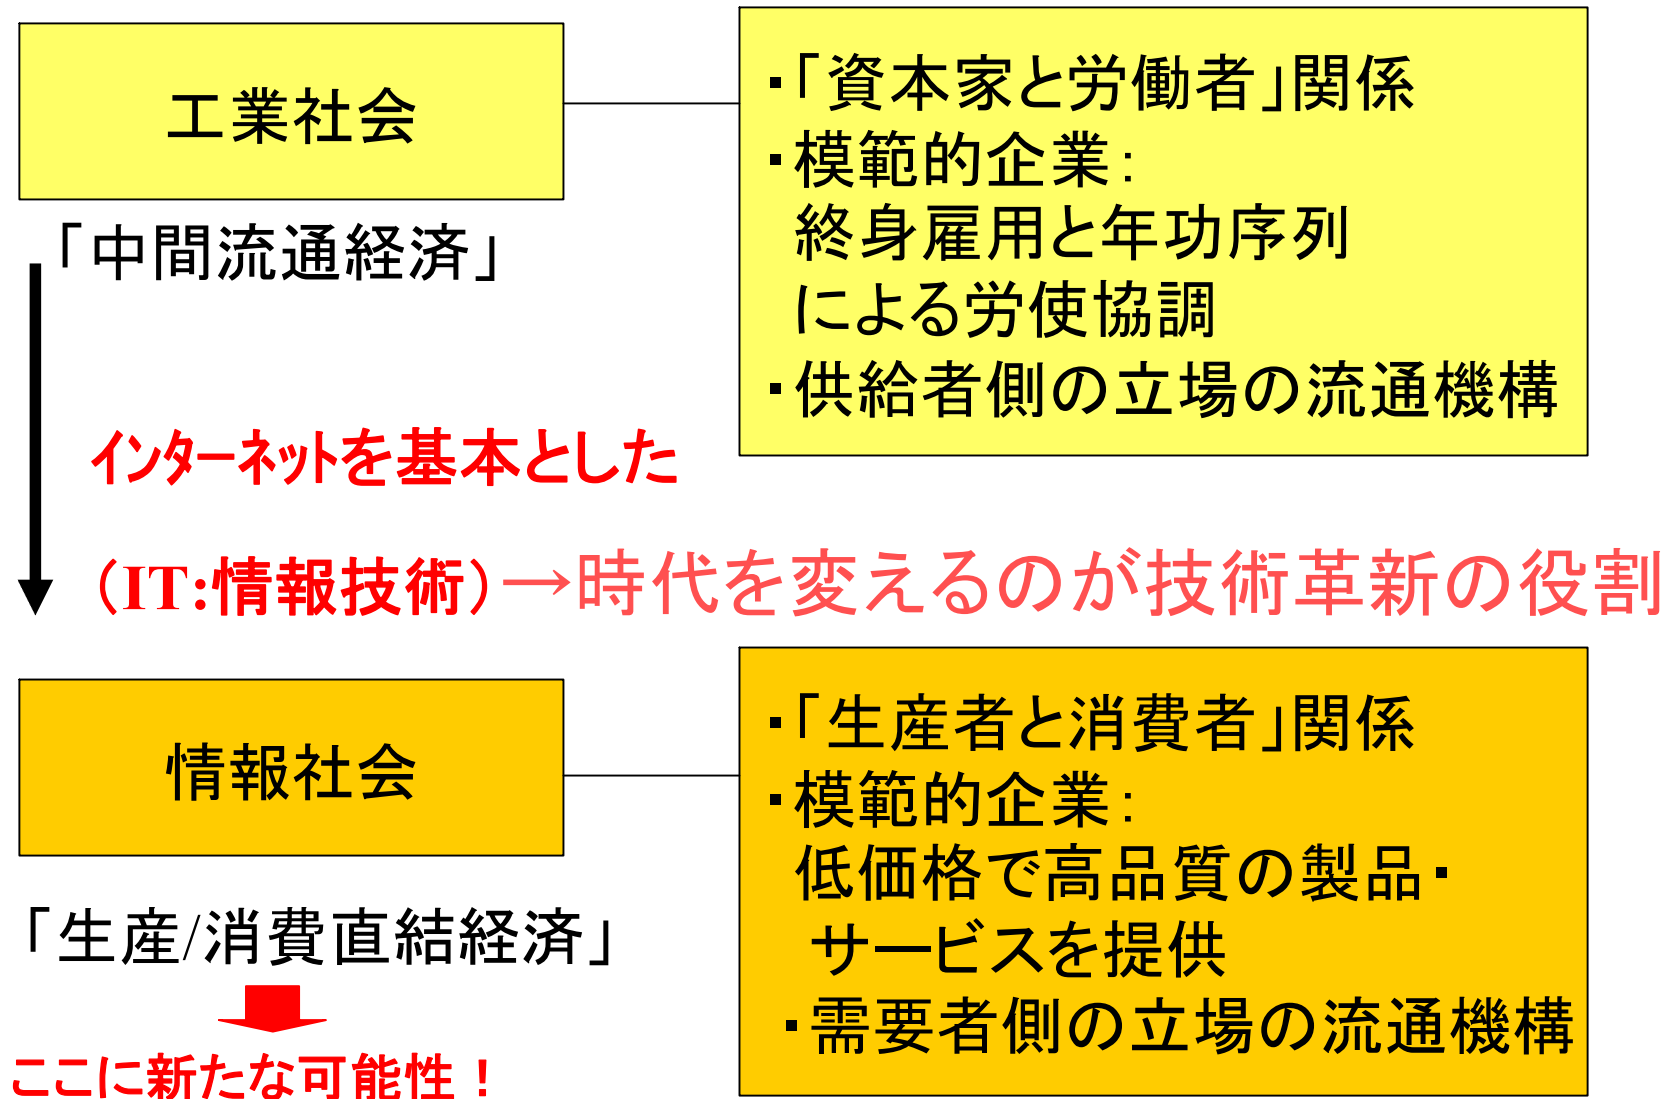 工業社会
・「資本家と労働者」関係
・模範的企業：
終身雇用と年功序列
による労使協調
・供給者側の立場の流通機構
「中間流通経済」
インターネットを基本とした
（IT:情報技術）→時代を変えるのが技術革新の役割
情報社会
・「生産者と消費者」関係
・模範的企業：
低価格で高品質の製品・
サービスを提供
・需要者側の立場の流通機構
「生産/消費直結経済」
ここに新たな可能性！